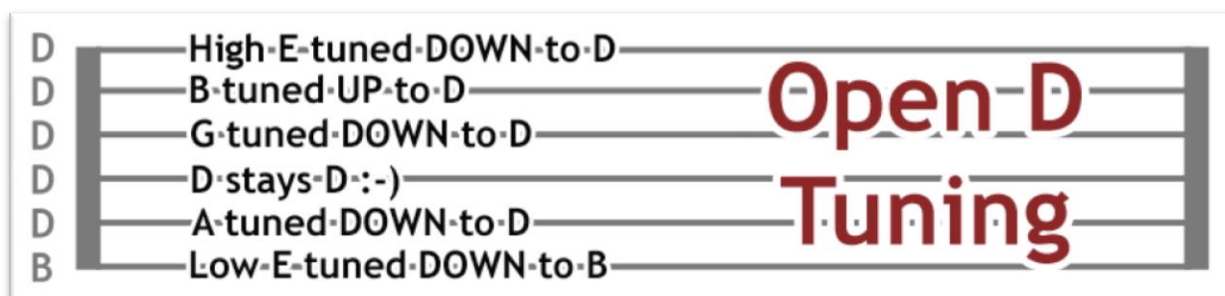 D High E tuned DOWN to D
D B tuned UP to D
D G tuned DOWN to D
D D stays D :-)
D A tuned DOWN to D
B Low E tuned DOWN to B
Open D
Tuning